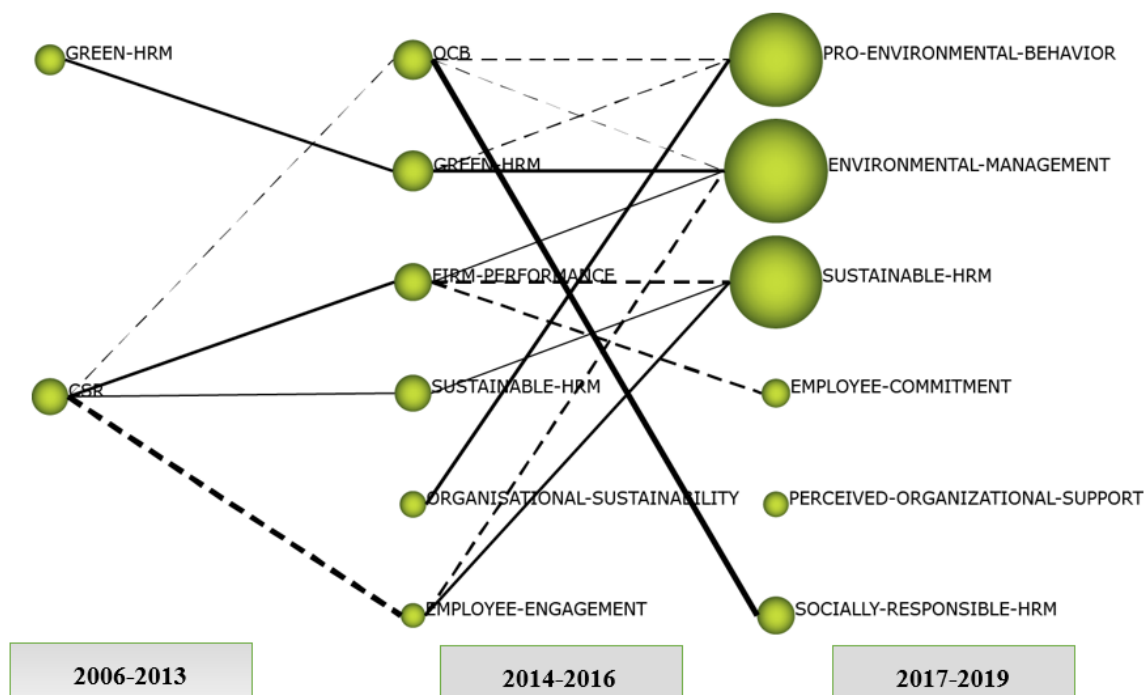 GREEN-HRM
OCB
PRO-ENVIRONMENTAL-BEHAVIOR
GREEN-HRM
ENVIRONMENTAL-MANAGEMENT
FIRM-PERFORMANCE
SUSTAINABLE-HRM
CSR
SUSTAINABLE-HRM
EMPLOYEE-COMMITMENT
ORGANISATIONAL-SUSTAINABILITY
PERCEIVED-ORGANIZATIONAL-SUPPORT
EMPLOYEE-ENGAGEMENT
SOCIALLY-RESPONSIBLE-HRM
2006-2013
2014-2016
2017-2019